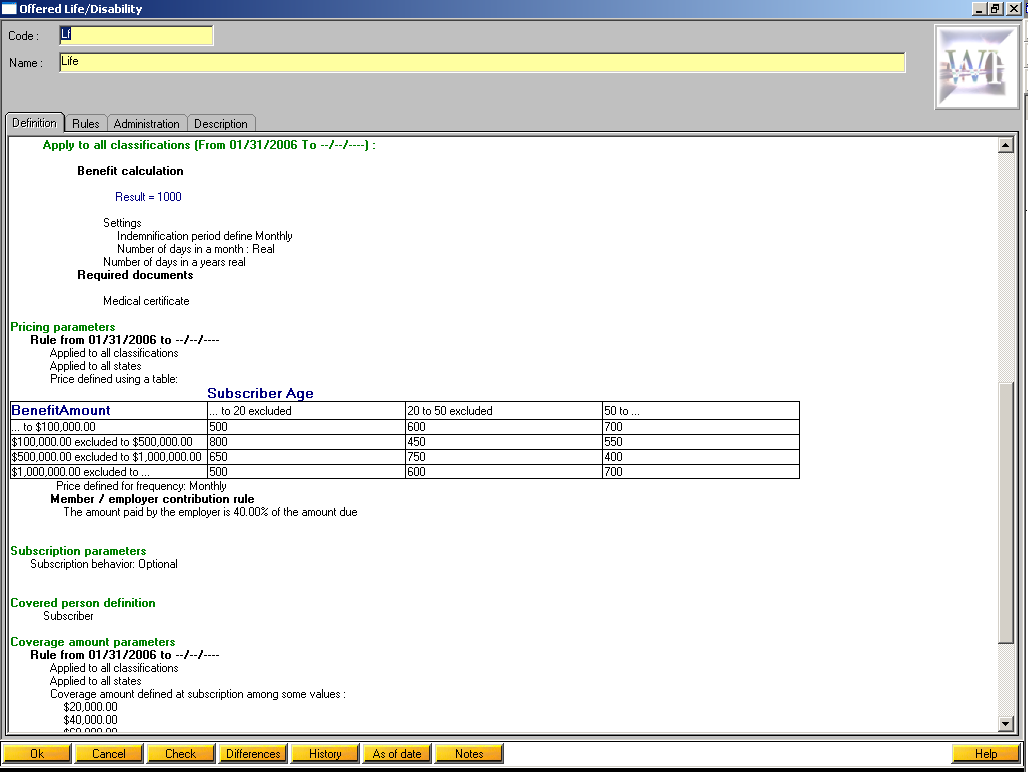 Offered Life/Disability
Code :
Lf
Name :
Life
Definition Rules Administration Description
Apply to all classifications (From 01/31/2006 To --/--/----) :
Benefit calculation
Result = 1000
Settings
Indemnification period define Monthly
Number of days in a month : Real
Number of days in a years real
Required documents
Medical certificate
Pricing parameters
Rule from 01/31/2006 to --/--/----
Applied to all classifications
Applied to all states
Price defined using a table:
Subscriber Age
BenefitAmount ... to 20 excluded 20 to 50 excluded 50 to ...
... to $100,000.00 500 600 700
$100,000.00 excluded to $500,000.00 800 450 550
$500,000.00 excluded to $1,000,000.00 650 750 400
$1,000,000.00 excluded to ... 500 600 700
Price defined for frequency: Monthly
Member / employer contribution rule
The amount paid by the employer is 40.00% of the amount due
Subscription parameters
Subscription behavior: Optional
Covered person definition
Subscriber
Coverage amount parameters
Rule from 01/31/2006 to --/--/----
Applied to all classifications
Applied to all states
Coverage amount defined at subscription among some values :
$20,000.00
$40,000.00
Ok Cancel Check Differences History As of date Notes Help